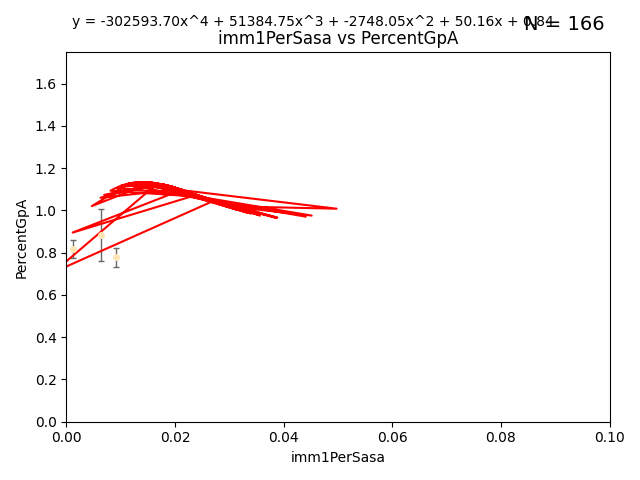 y = -302593.70x^4 + 51384.75x^3 + -2748.05x^2 + 50.16x + 0.84
N = 166
imm1PerSasa vs PercentGpA
1.6
1.4
1.2
1.0
0.8
0.6
0.4
0.2
0.0
PercentGpA
0.00 0.02 0.04 0.06 0.08 0.10
imm1PerSasa